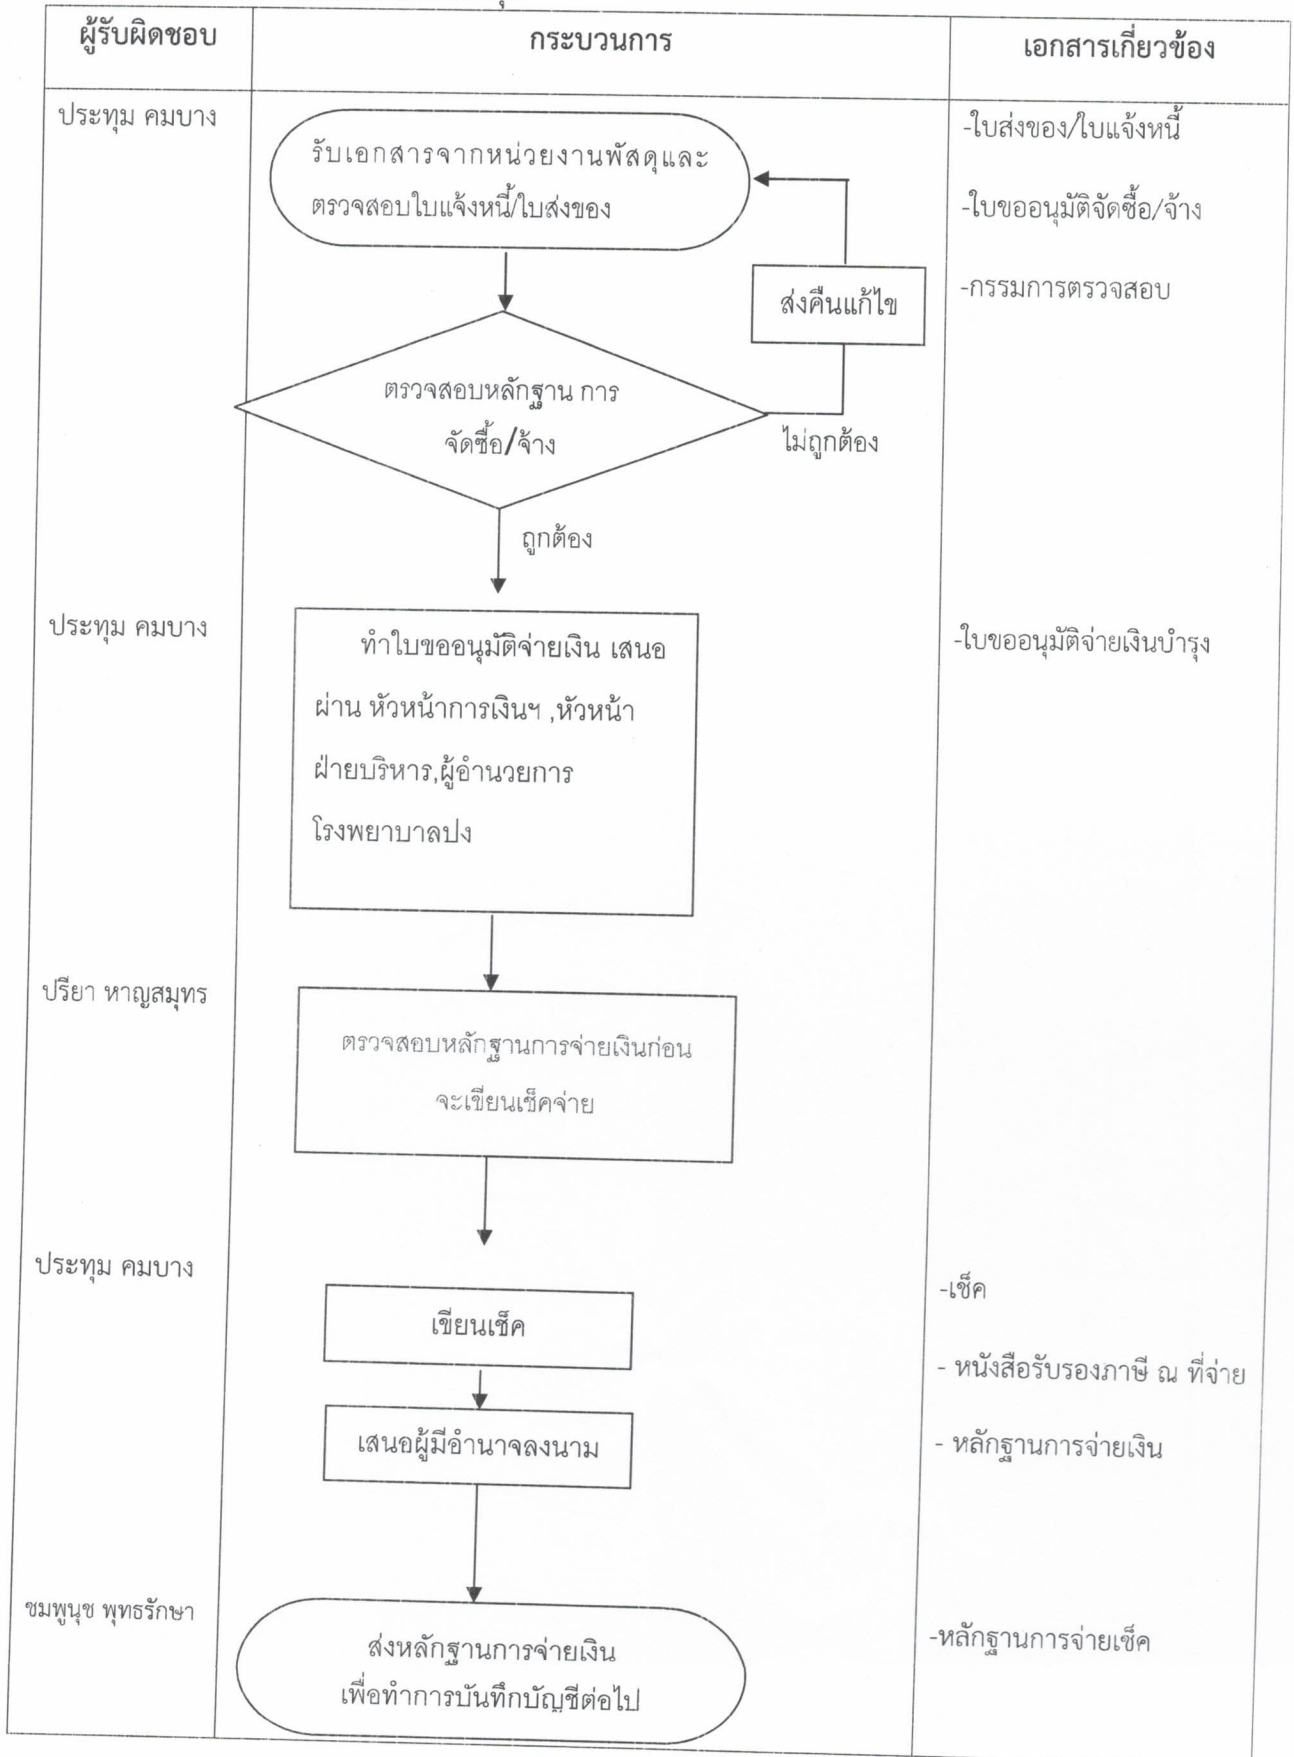 ผู้รับผิดชอบ
กระบวนการ
เอกสารเกี่ยวข้อง
ประทุม คมบาง
รับเอกสารจากหน่วยงานพัสดุและ
ตรวจสอบใบแจ้งหนี้/ใบส่งของ
-ใบส่งของ/ใบแจ้งหนี้
-ใบขออนุมัติจัดซื้อ/จ้าง
-กรรมการตรวจสอบ
ส่งคืนแก้ไข
ตรวจสอบหลักฐาน การ
จัดซื้อ/จ้าง
ไม่ถูกต้อง
ถูกต้อง
ประทุม คมบาง
ทำใบขออนุมัติจ่ายเงิน เสนอ
ผ่าน หัวหน้าการเงินฯ ,หัวหน้า
ฝ่ายบริหาร,ผู้อำนวยการ
โรงพยาบาลปง
-ใบขออนุมัติจ่ายเงินบำรุง
ปรียา หาญสมุทร
ตรวจสอบหลักฐานการจ่ายเงินก่อน
จะเขียนเช็คจ่าย
ประทุม คมบาง
เขียนเช็ค
เสนอผู้มีอำนาจลงนาม
-เช็ค
- หนังสือรับรองภาษี ณ ที่จ่าย
- หลักฐานการจ่ายเงิน
ชมพูนุช พุทธรักษา
ส่งหลักฐานการจ่ายเงิน
เพื่อทำการบันทึกบัญชีต่อไป
-หลักฐานการจ่ายเช็ค